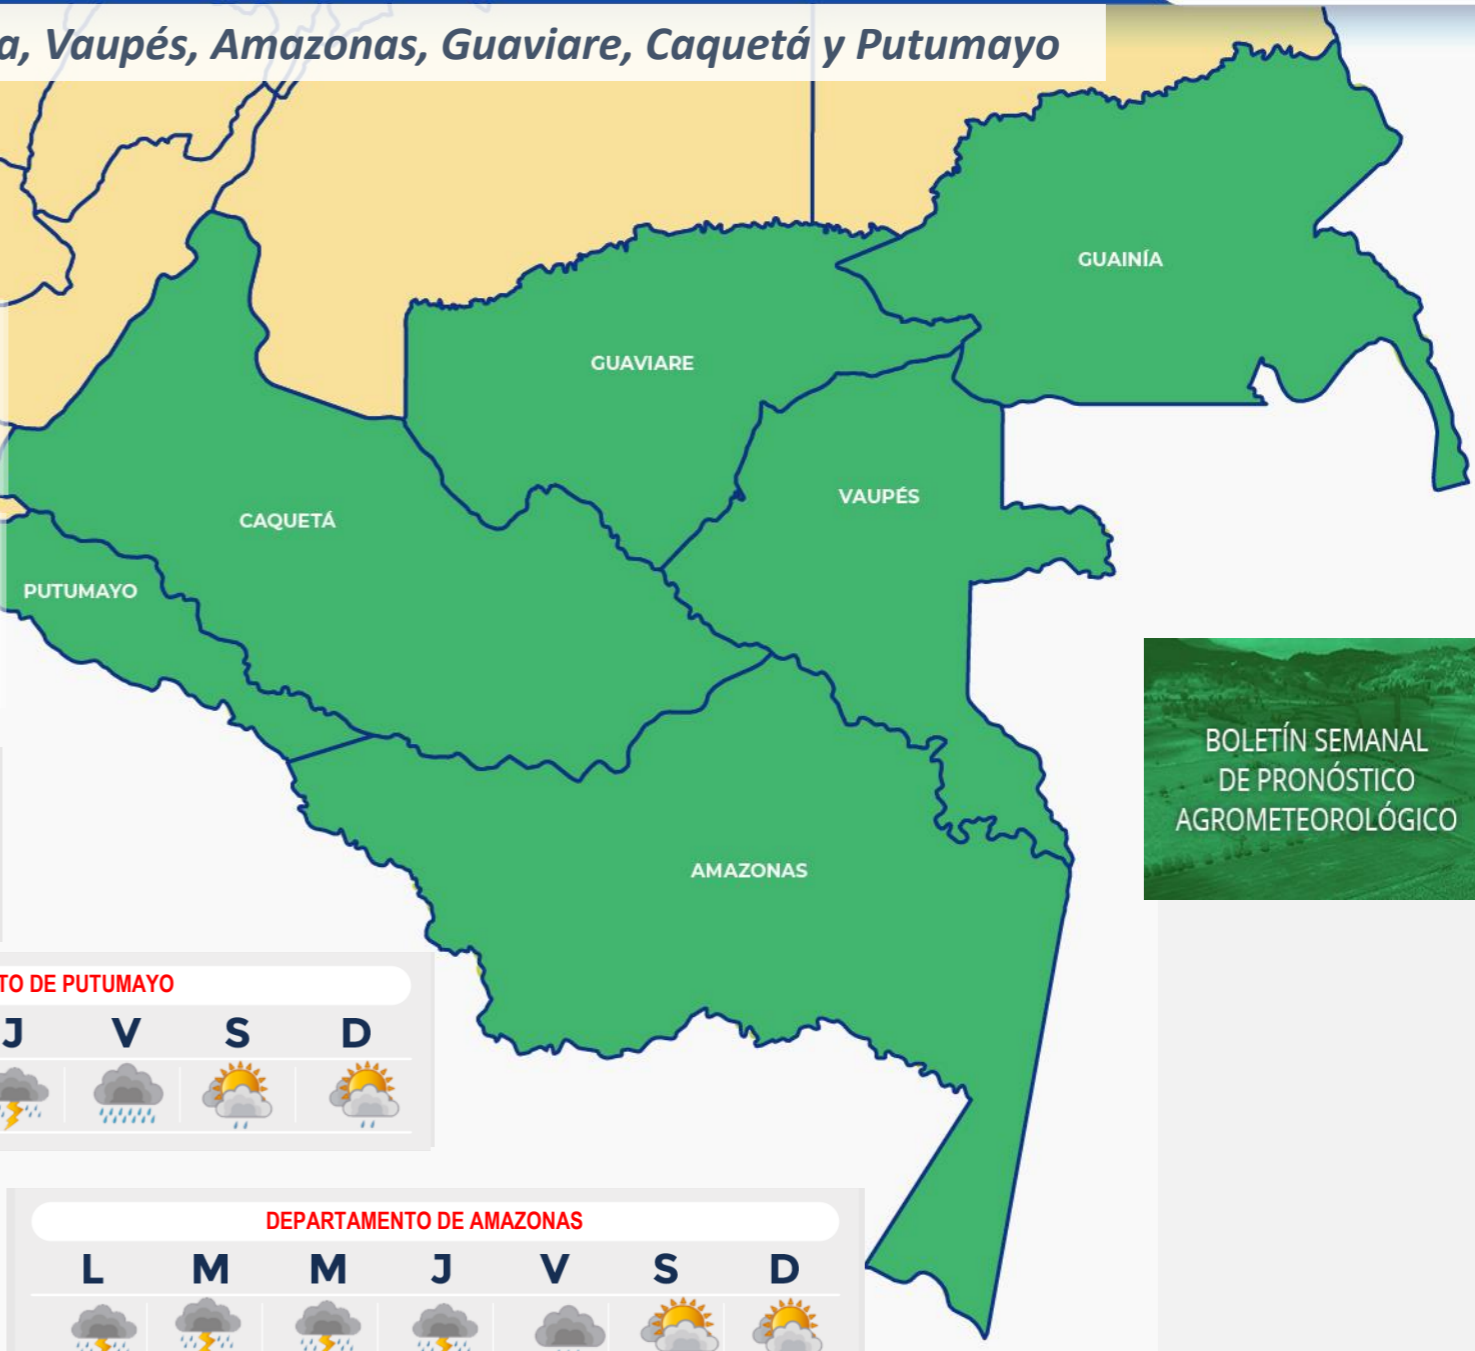 a, Vaupés, Amazonas, Guaviare, Caquetá y Putumayo
GUAINÍA
GUAVIARE
VAUPÉS
CAQUETÁ
PUTUMAYO
BOLETÍN SEMANAL
DE PRONÓSTICO
AGROMETEOROLÓGICO
AMAZONAS
TO DE PUTUMAYO
J V S D
DEPARTAMENTO DE AMAZONAS
L M M J V S D